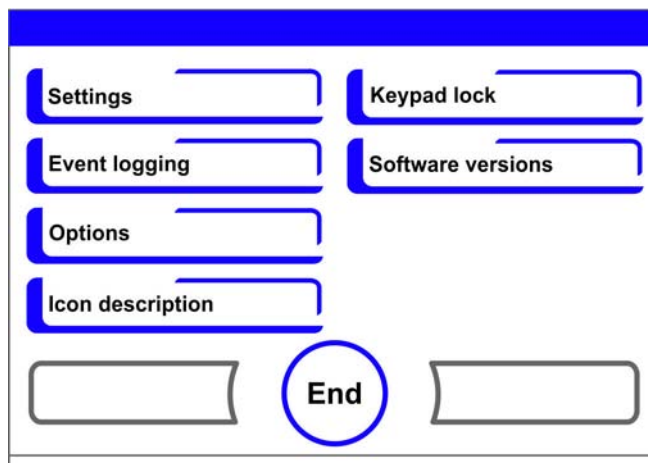 Settings
Event logging
Options
Icon description
Keypad lock
Software versions
End